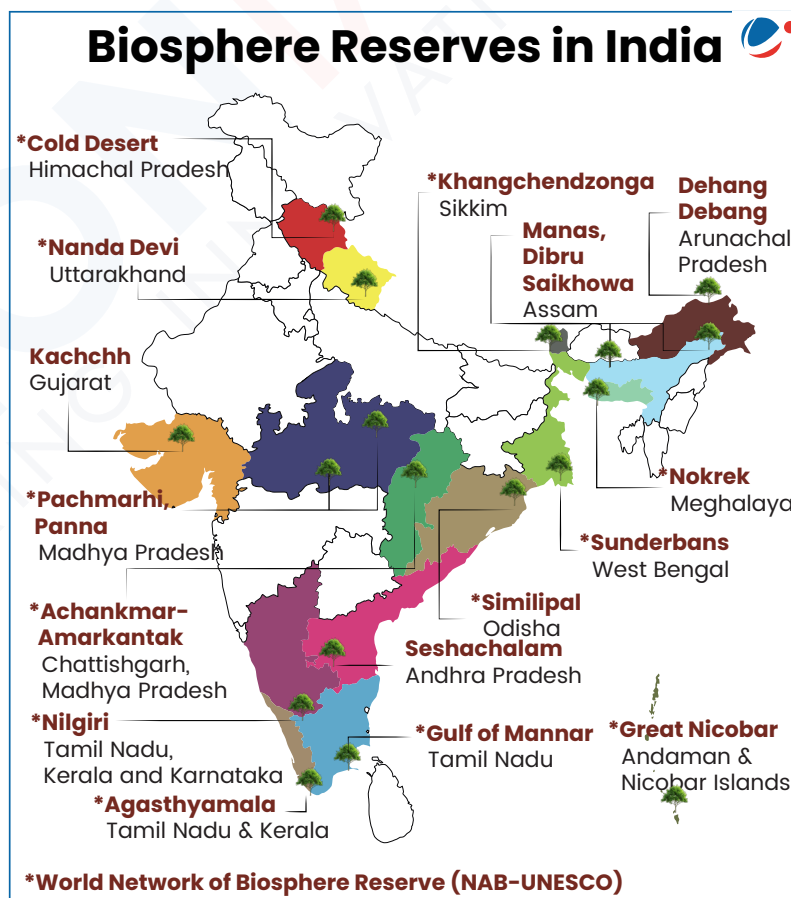 Biosphere Reserves in India
*Cold Desert
Himachal Pradesh
*Khangchendzonga
Sikkim
Dehang
Debang
Arunachal
Pradesh
Manas,
Dibru
Saikhowa
Assam
*Nanda Devi
Uttarakhand
Kachchh
Gujarat
*Nokrek
Meghalaya
*Pachmarhi,
Panna
Madhya Pradesh
*Sunderbans
West Bengal
*Similipal
Odisha
*Achankmar-
Amarkantak
Chattishgarh,
Madhya Pradesh
Seshachalam
Andhra Pradesh
*Nilgiri
Tamil Nadu,
Kerala and Karnataka
*Gulf of Mannar
Tamil Nadu
*Great Nicobar
Andaman &
Nicobar Islands
*Agasthyamala
Tamil Nadu & Kerala
*World Network of Biosphere Reserve (NAB-UNESCO)